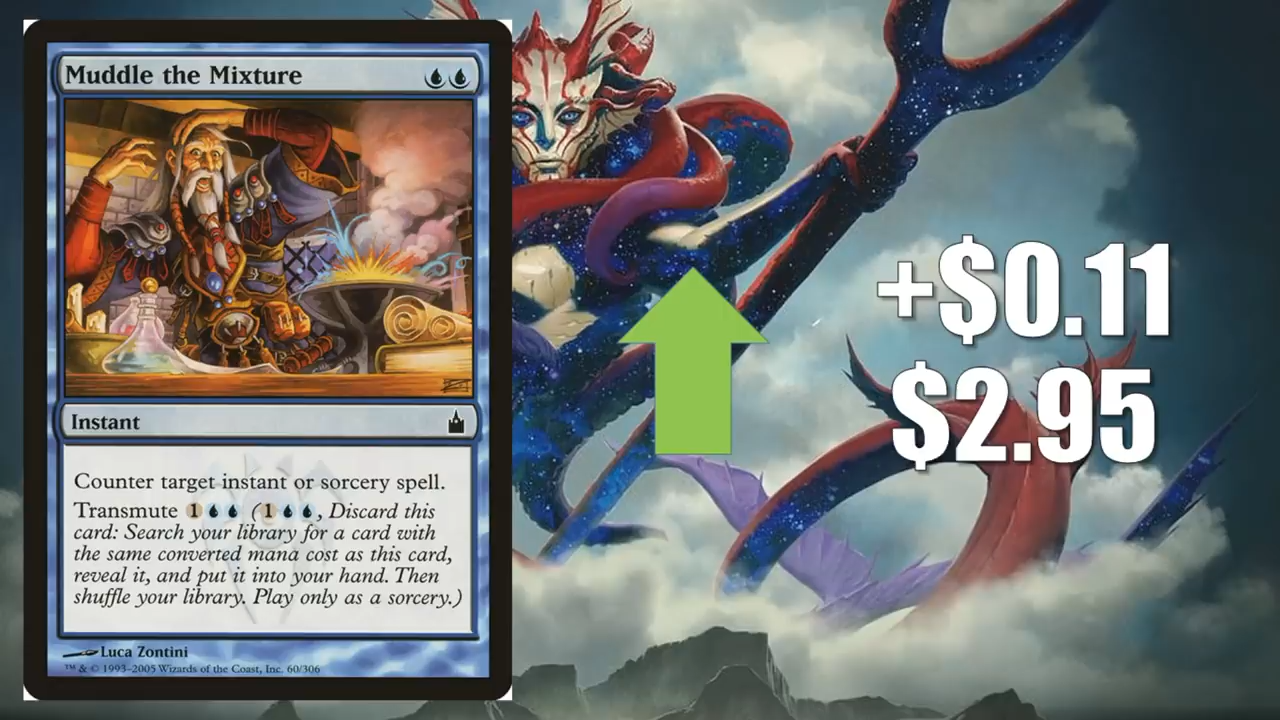 Muddle the Mixture
Instant
Counter target instant or sorcery spell.
Transmute 1 (1, Discard this
card: Search your library for a card with
the same converted mana cost as this card,
reveal it, and put it into your hand. Then
shuffle your library. Play only as a sorcery.)
Luca Zontini
™ & © 1993–2005 Wizards of the Coast, Inc. 60/306
+$0.11
$2.95